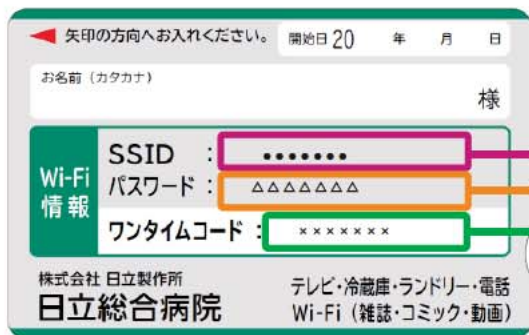 矢印の方向へお入れください。 開始日 20 年 月 日
お名前(カタカナ)
様
Wi-Fi情報
SSID : ●●●●●●●
パスワード : △△△△△△△
ワンタイムコード : ×××××××
株式会社 日立製作所
日立総合病院
テレビ・冷蔵庫・ランドリー・電話
Wi-Fi(雑誌・コミック・動画)